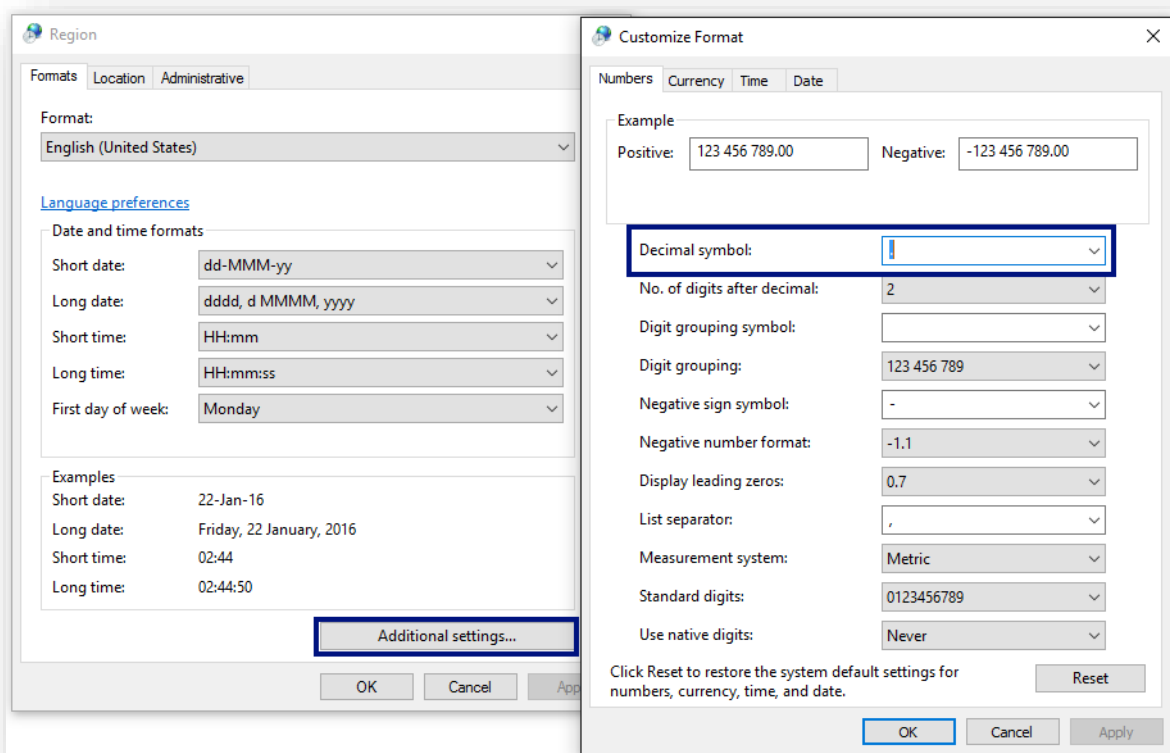 Region
Formats Location Administrative
Format:
English (United States)
Language preferences
Date and time formats
Short date: dd-MMM-yy
Long date: dddd, d MMMM, yyyy
Short time: HH:mm
Long time: HH:mm:ss
First day of week: Monday
Examples
Short date: 22-Jan-16
Long date: Friday, 22 January, 2016
Short time: 02:44
Long time: 02:44:50
Additional settings...
OK Cancel App
Customize Format
Numbers Currency Time Date
Example
Positive: 123 456 789.00 Negative: -123 456 789.00
Decimal symbol: .
No. of digits after decimal: 2
Digit grouping symbol:
Digit grouping: 123 456 789
Negative sign symbol: -
Negative number format: -1.1
Display leading zeros: 0.7
List separator: ,
Measurement system: Metric
Standard digits: 0123456789
Use native digits: Never
Click Reset to restore the system default settings for
numbers, currency, time, and date.
Reset
OK Cancel Apply